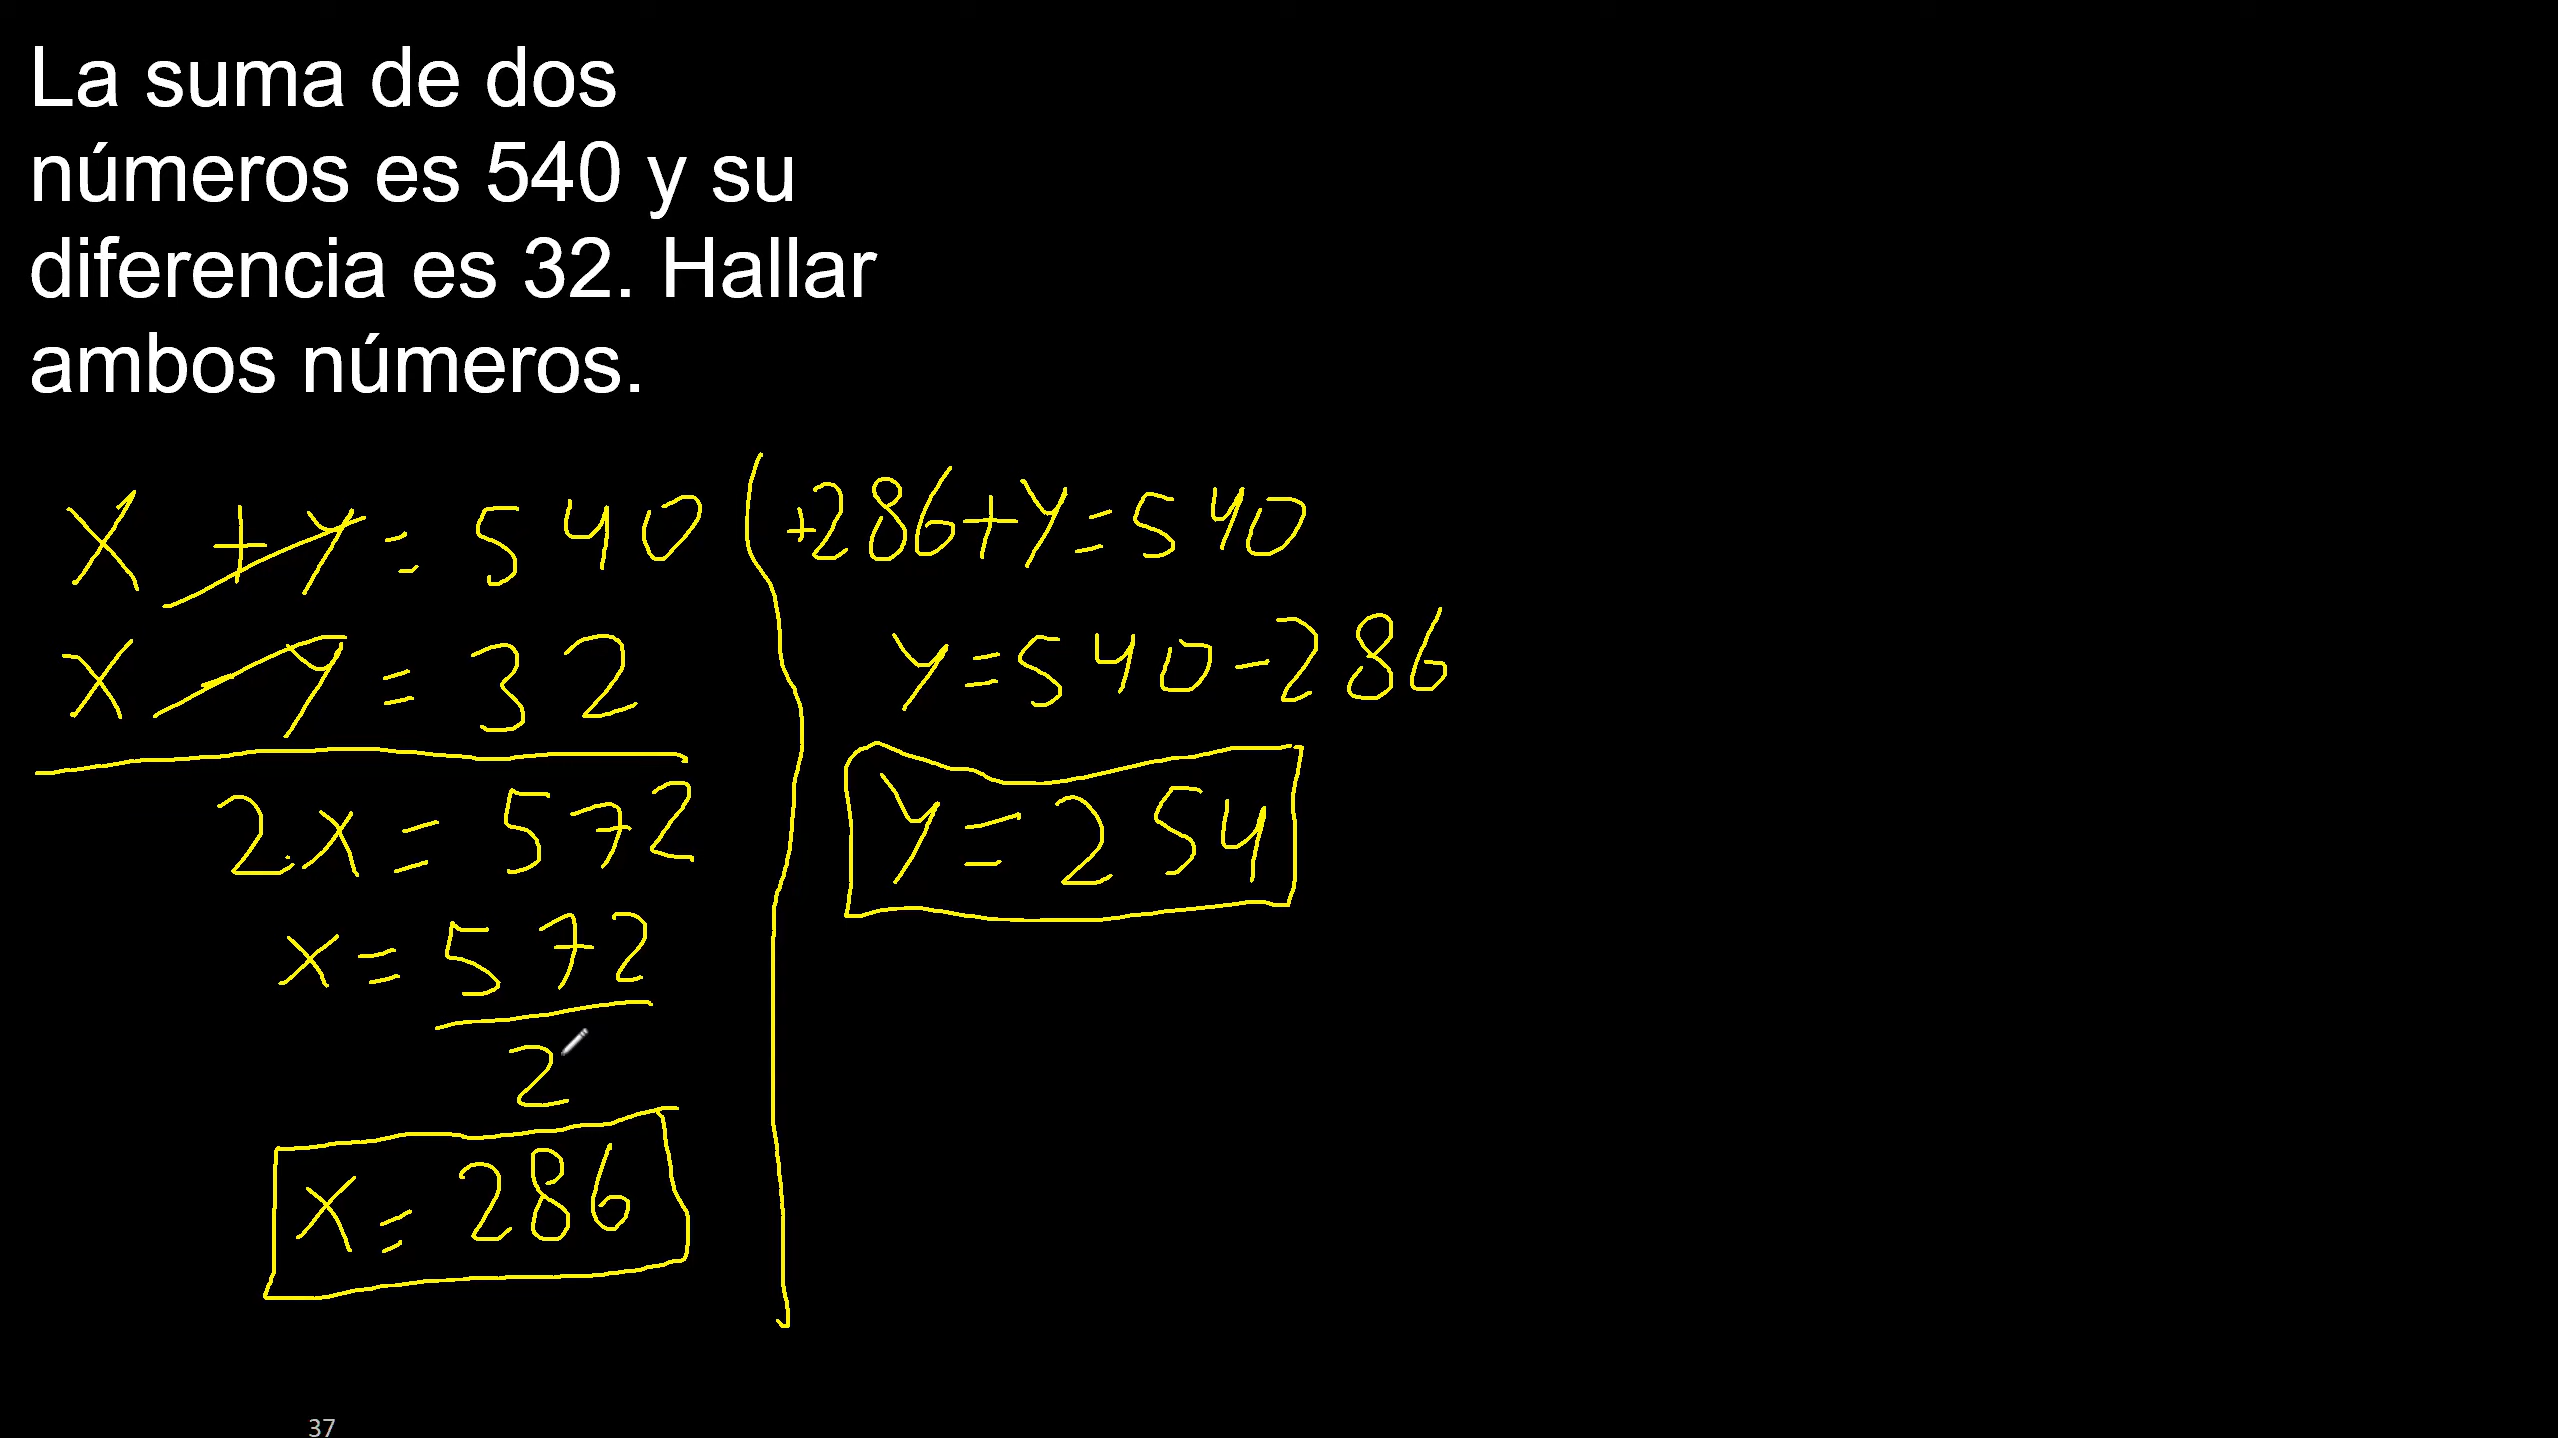 La suma de dos
números es 540 y su
diferencia es 32. Hallar
ambos números.
x + y = 540
x - y = 32
2.x = 572
x = 572
2
x = 286
+286+y=540
y=540-286
y=254
37